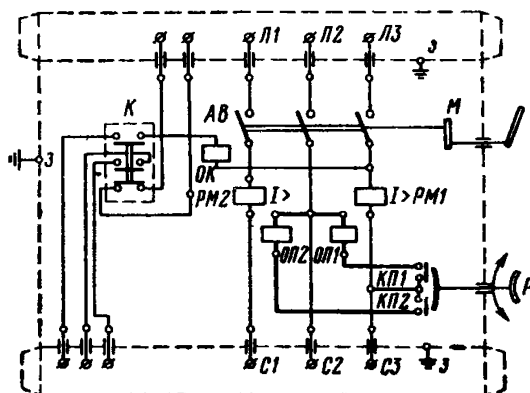 Л1 Л2 Л3
З
К АВ М
З
ОК
РМ2 I> I> РМ1
ОП2 ОП1
КП1
КП2
Р
С1 С2 С3 З